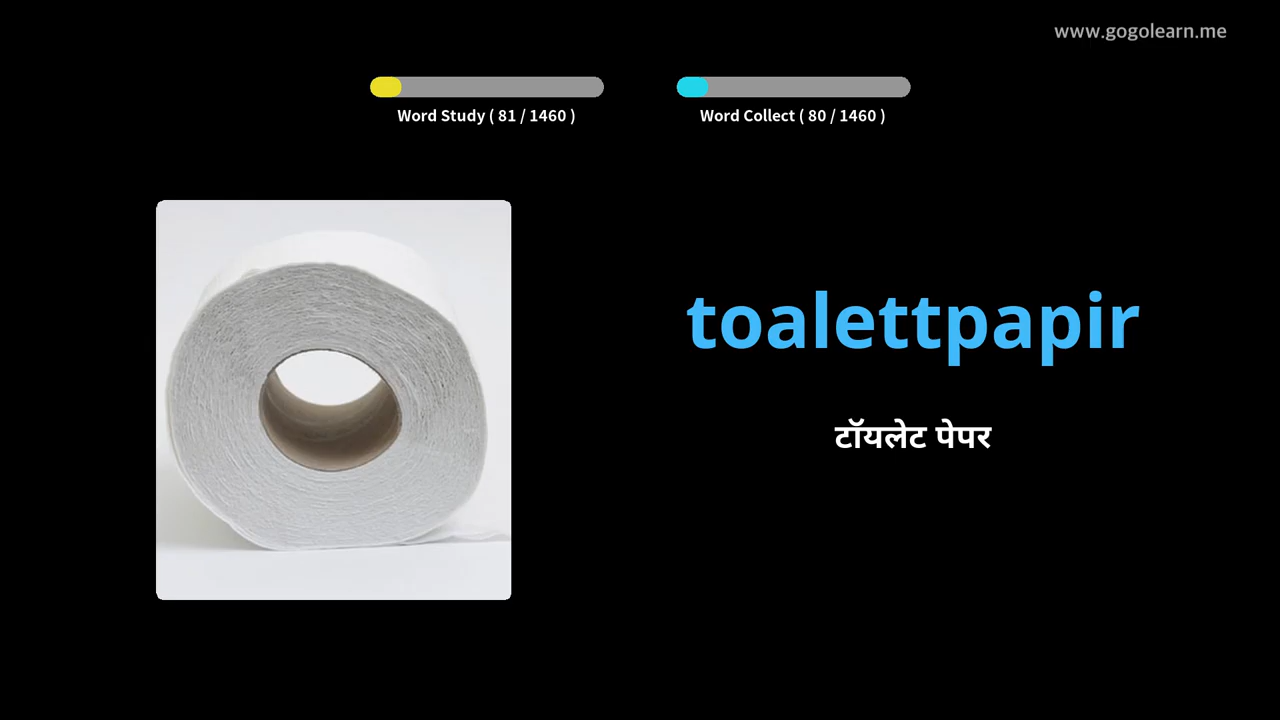 www.gogolearn.me
Word Study ( 81 / 1460 )
Word Collect ( 80 / 1460 )
toalettpapir
टॉयलेट पेपर